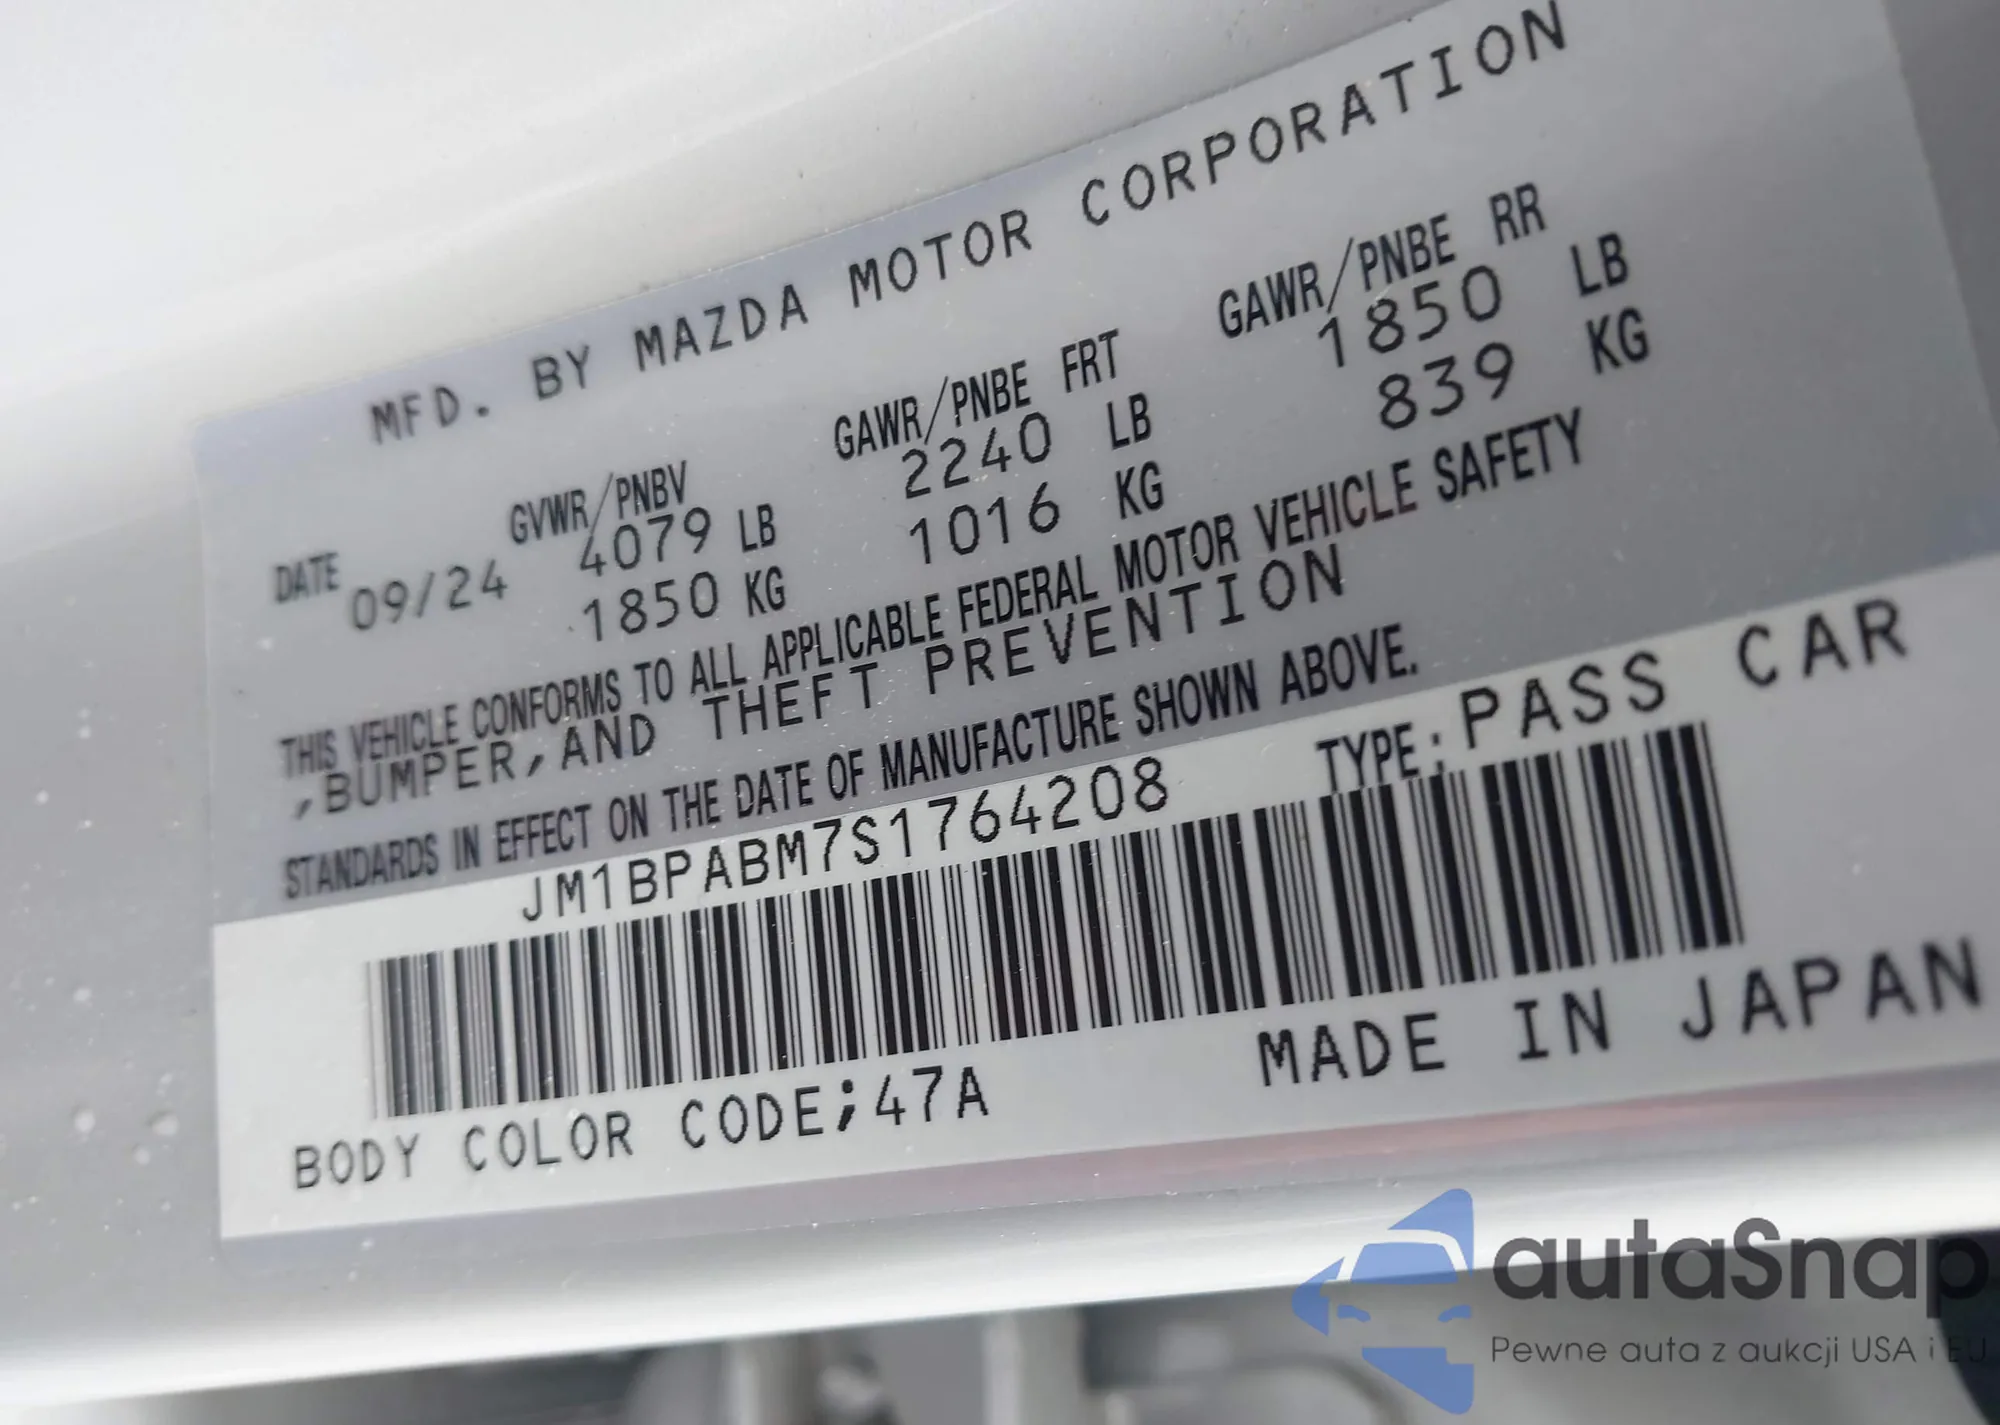 MFD. BY MAZDA MOTOR CORPORATION
DATE 09/24
GVWR/PNBV
4079 LB
1850 KG
GAWR/PNBE FRT
2240 LB
1016 KG
GAWR/PNBE RR
1850 LB
839 KG
THIS VEHICLE CONFORMS TO ALL APPLICABLE FEDERAL MOTOR VEHICLE SAFETY
,BUMPER,AND THEFT PREVENTION
STANDARDS IN EFFECT ON THE DATE OF MANUFACTURE SHOWN ABOVE.
JM1BPABM7S1764208
TYPE: PASS CAR
BODY COLOR CODE;47A
MADE IN JAPAN
autaSnap
Pewne auta z aukcji USA i EU